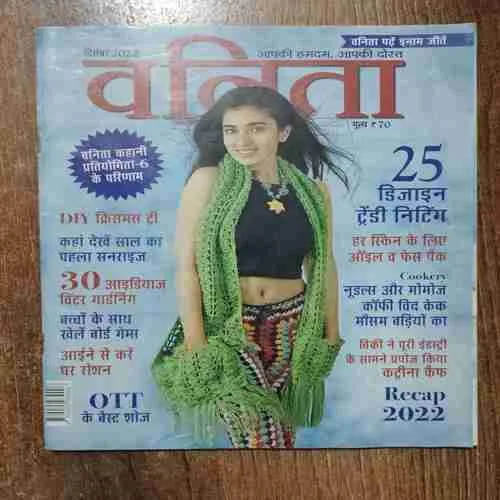 वनिता पढ़ें इनाम जीतें
दिसंबर 2022
आपकी हमदम, आपकी दोस्त
वनिता
मूल्य ₹ 70
वनिता कहानी
प्रतियोगिता-6
के परिणाम
DIY क्रिसमस ट्री
कहां देखें साल का
पहला सनराइज
30 आइडियाज
विंटर गार्डनिंग
बच्चों के साथ
खेलें बोर्ड गेम्स
आईने से करें
घर रोशन
OTT
के बेस्ट शोज
25
डिजाइन
ट्रेंडी निटिंग
हर स्किन के लिए
ऑइल व फेस पैक
Cookery
नूडल्स और मोमोज
कॉफी विद केक
मौसम बड़ियों का
विकी ने पूरी इंडस्ट्री
के सामने प्रपोज किया
कटरीना कैफ
Recap
2022